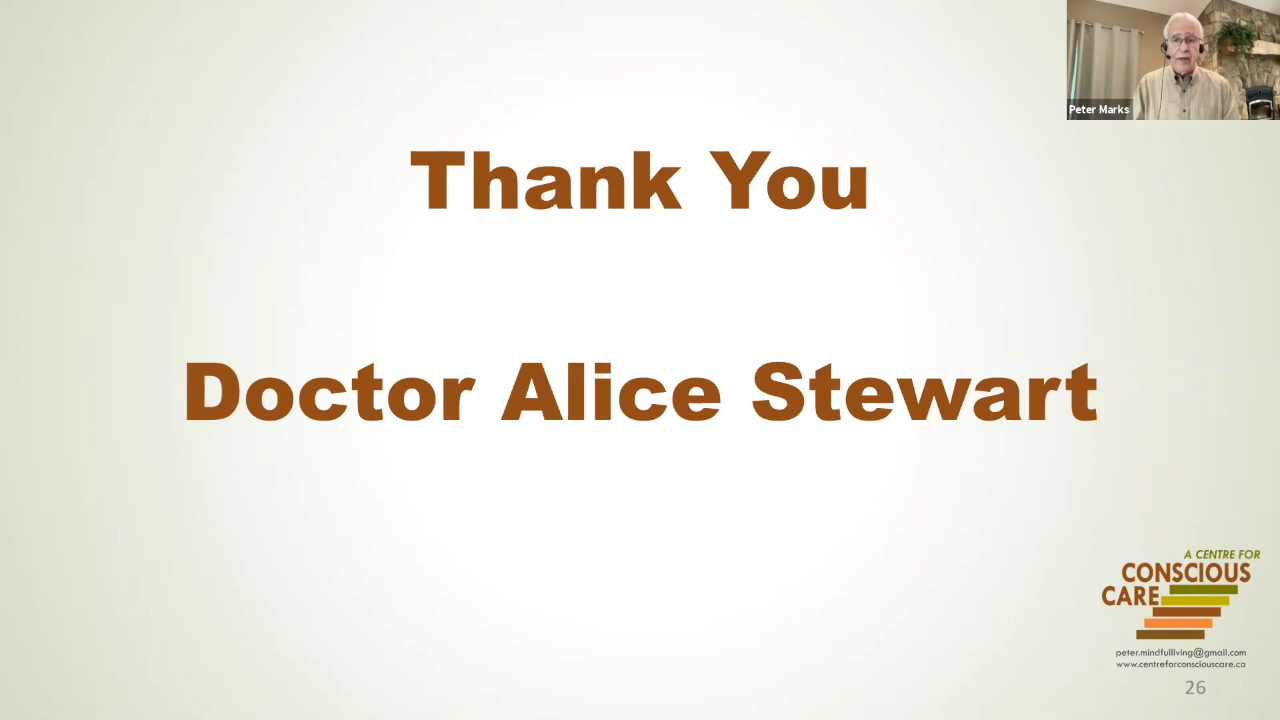 Peter Marks
Thank You
Doctor Alice Stewart
A CENTRE FOR
CONSCIOUS
CARE
peter.mindfulliving@gmail.com
www.centreforconsciouscare.ca
26